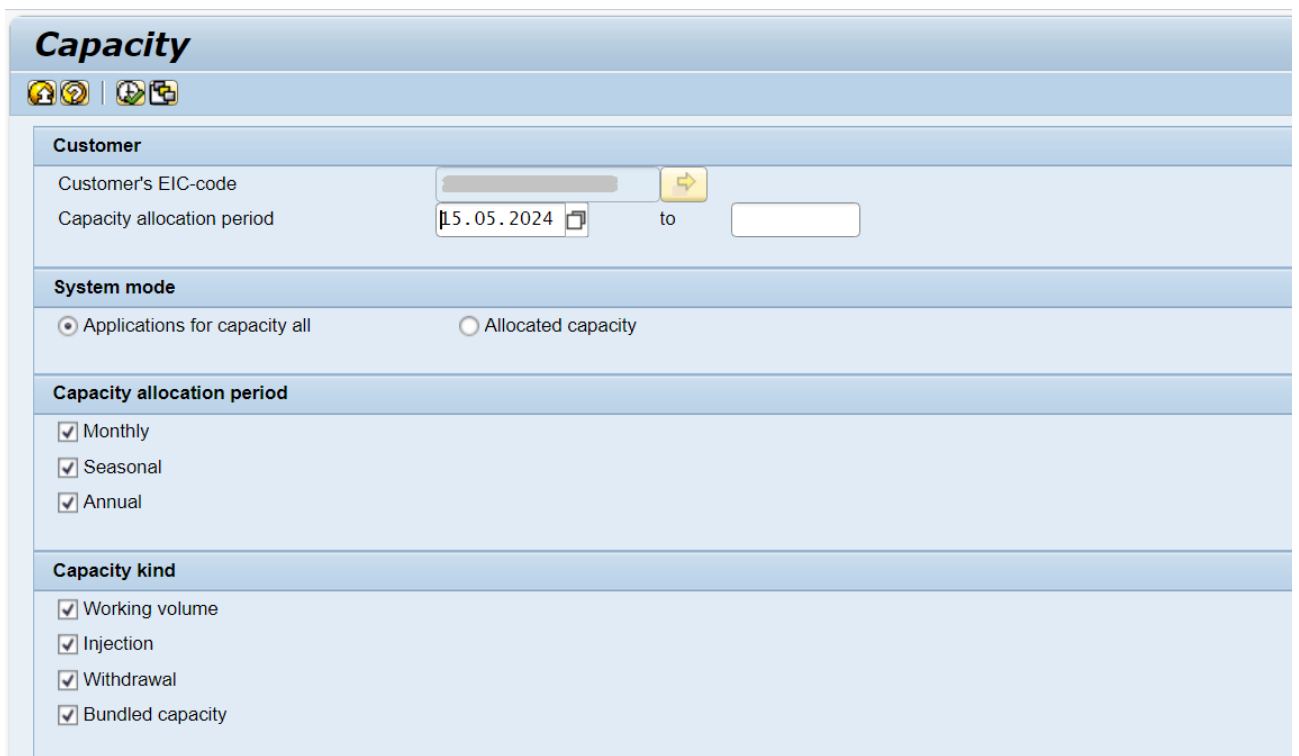 Capacity
Customer
Customer's EIC-code
Capacity allocation period 15.05.2024 to
System mode
Applications for capacity all Allocated capacity
Capacity allocation period
Monthly
Seasonal
Annual
Capacity kind
Working volume
Injection
Withdrawal
Bundled capacity